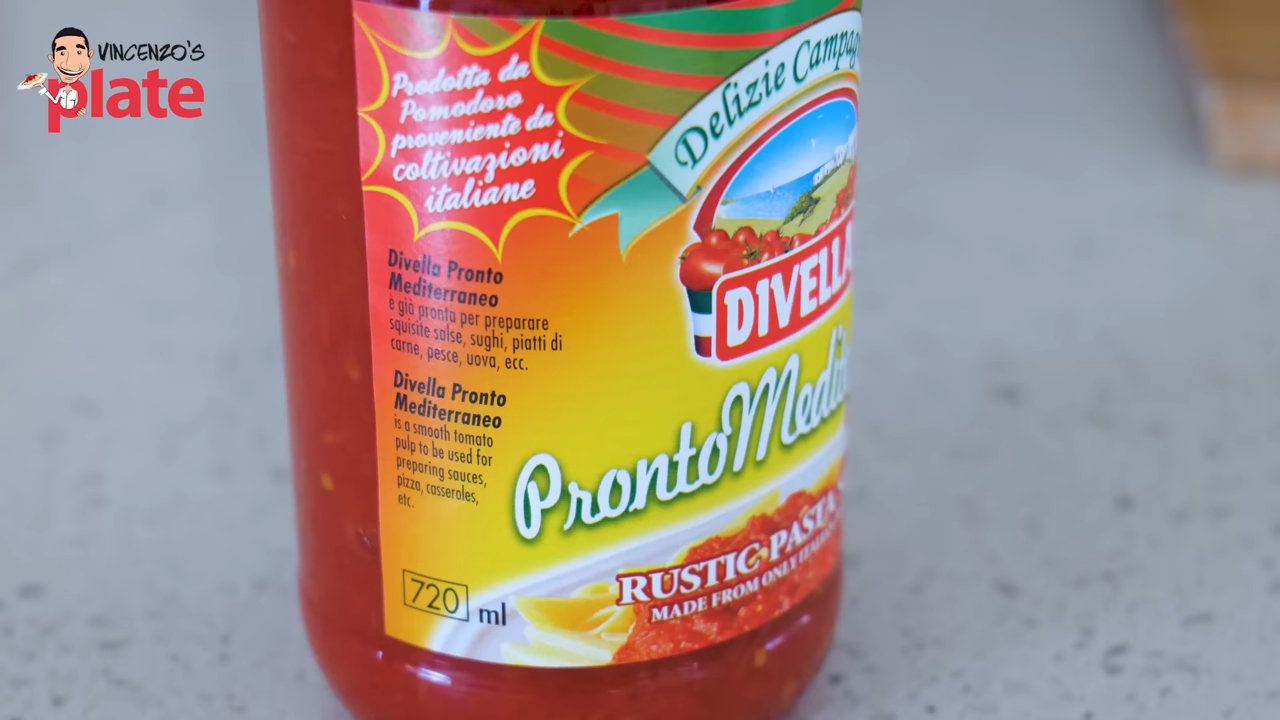 VINCENZO'S
plate
Prodotta da
Pomodoro
proveniente da
coltivazioni
italiane
Delizie Campag
DIVELLA
Divella Pronto
Mediterraneo
è già pronta per preparare
squisite salse, sughi, piatti di
carne, pesce, uova, ecc.
Divella Pronto
Mediterraneo
is a smooth tomato
pulp to be used for
preparing sauces,
pizza, casseroles,
etc.
ProntoMedi
RUSTIC PASTA
MADE FROM ONLY
720 ml